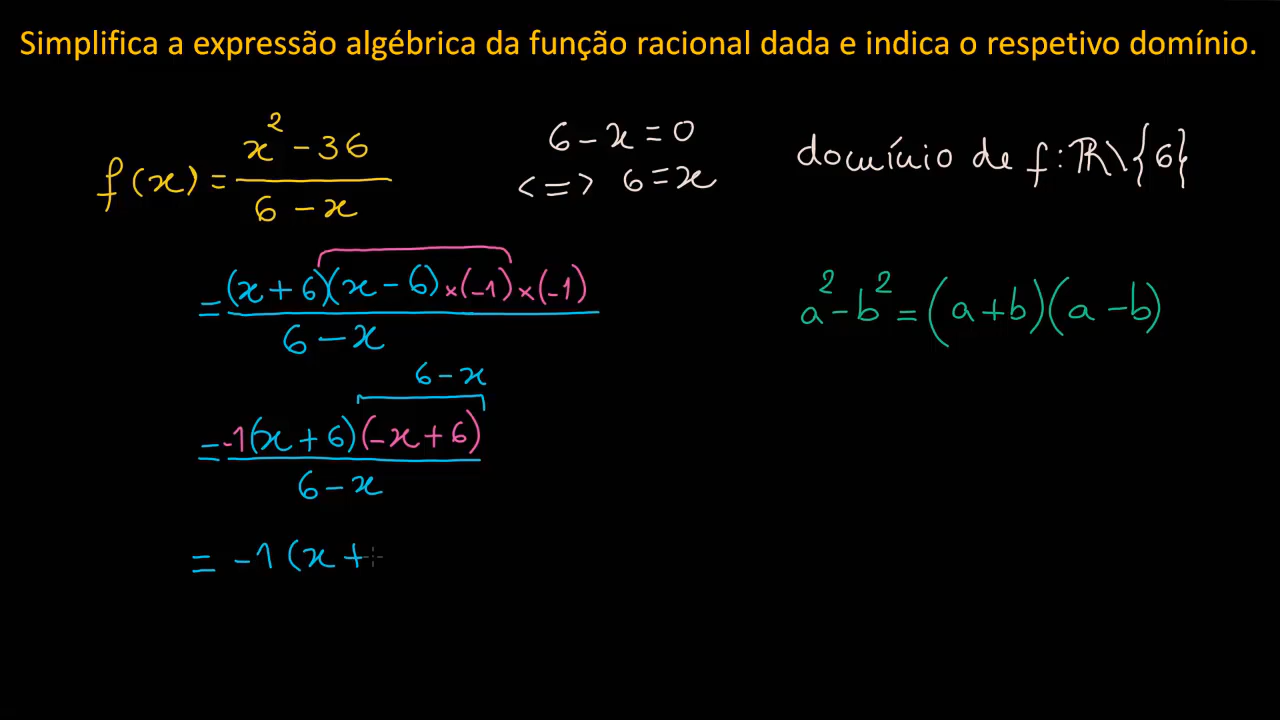 Simplifica a expressão algébrica da função racional dada e indica o respetivo domínio.
f(x) = (x² - 36)/(6 - x)
6 - x = 0
<=> 6 = x
domínio de f: ℝ\{6}
= ((x + 6)(x - 6) × (-1) × (-1))/(6 - x)
a² - b² = (a + b)(a - b)
6 - x
= (-1(x + 6)(-x + 6))/(6 - x)
= -1 (x +